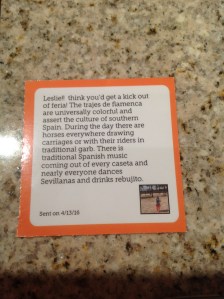 Leslie!! think you'd get a kick out
of feria! The trajes de flamenca
are universally colorful and
assert the culture of southern
Spain. During the day there are
horses everywhere drawing
carriages or with their riders in
traditional garb. There is
traditional Spanish music
coming out of every caseta and
nearly everyone dances
Sevillanas and drinks rebujito.
Sent on 4/13/16